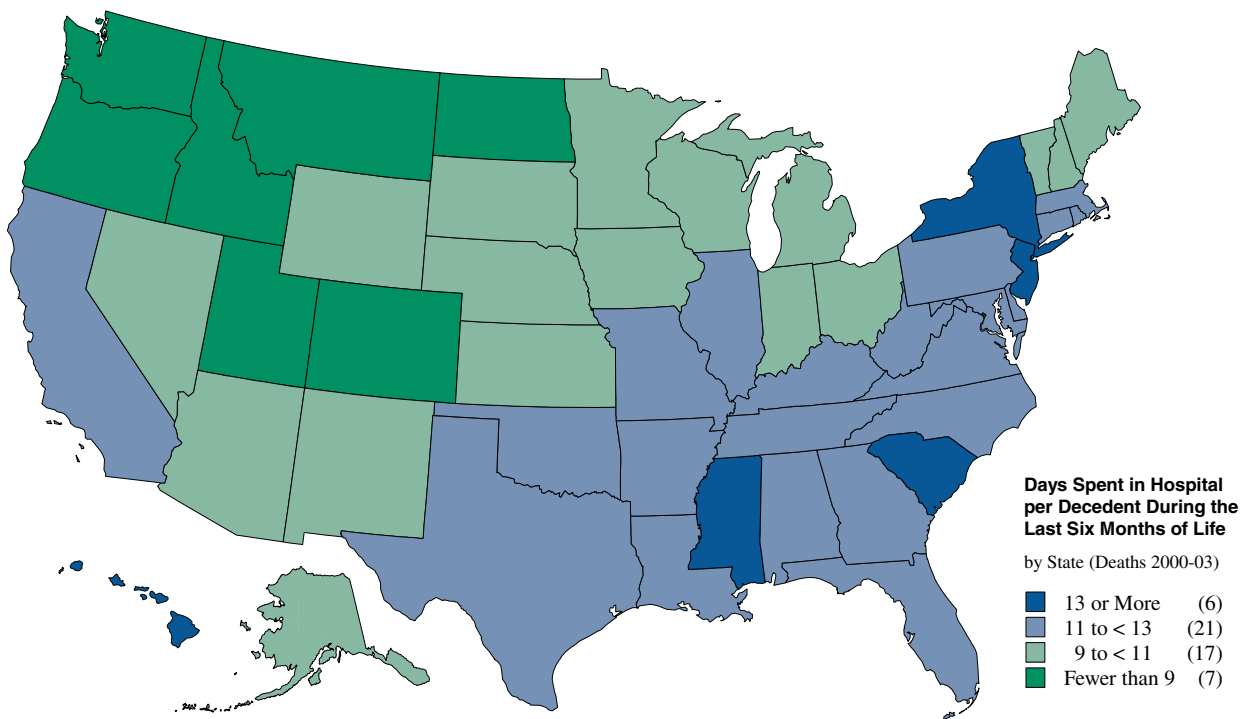 Days Spent in Hospital
per Decedent During the
Last Six Months of Life
by State (Deaths 2000-03)
13 or More (6)
11 to < 13 (21)
9 to < 11 (17)
Fewer than 9 (7)